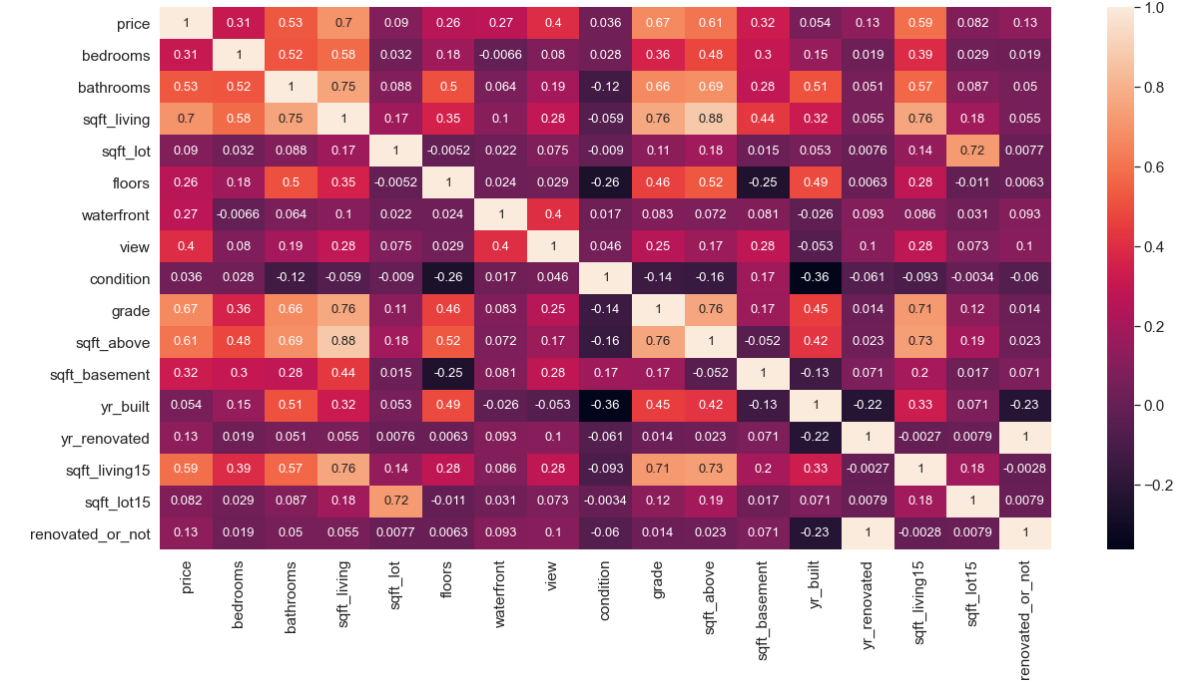 price 1 0.31 0.53 0.7 0.09 0.26 0.27 0.4 0.036 0.67 0.61 0.32 0.054 0.13 0.59 0.082 0.13
bedrooms 0.31 1 0.52 0.58 0.032 0.18 -0.0066 0.08 0.028 0.36 0.48 0.3 0.15 0.019 0.39 0.029 0.019
bathrooms 0.53 0.52 1 0.75 0.088 0.5 0.064 0.19 -0.12 0.66 0.69 0.28 0.51 0.051 0.57 0.087 0.05
sqft_living 0.7 0.58 0.75 1 0.17 0.35 0.1 0.28 -0.059 0.76 0.88 0.44 0.32 0.055 0.76 0.18 0.055
sqft_lot 0.09 0.032 0.088 0.17 1 -0.0052 0.022 0.075 -0.009 0.11 0.18 0.015 0.053 0.0076 0.14 0.72 0.0077
floors 0.26 0.18 0.5 0.35 -0.0052 1 0.024 0.029 -0.26 0.46 0.52 -0.25 0.49 0.0063 0.28 -0.011 0.0063
waterfront 0.27 -0.0066 0.064 0.1 0.022 0.024 1 0.4 0.017 0.083 0.072 0.081 -0.026 0.093 0.086 0.031 0.093
view 0.4 0.08 0.19 0.28 0.075 0.029 0.4 1 0.046 0.25 0.17 0.28 -0.053 0.1 0.28 0.073 0.1
condition 0.036 0.028 -0.12 -0.059 -0.009 -0.26 0.017 0.046 1 -0.14 -0.16 0.17 -0.36 -0.061 -0.093 -0.0034 -0.06
grade 0.67 0.36 0.66 0.76 0.11 0.46 0.083 0.25 -0.14 1 0.76 0.17 0.45 0.014 0.71 0.12 0.014
sqft_above 0.61 0.48 0.69 0.88 0.18 0.52 0.072 0.17 -0.16 0.76 1 -0.052 0.42 0.023 0.73 0.19 0.023
sqft_basement 0.32 0.3 0.28 0.44 0.015 -0.25 0.081 0.28 0.17 0.17 -0.052 1 -0.13 0.071 0.2 0.017 0.071
yr_built 0.054 0.15 0.51 0.32 0.053 0.49 -0.026 -0.053 -0.36 0.45 0.42 -0.13 1 -0.22 0.33 0.071 -0.23
yr_renovated 0.13 0.019 0.051 0.055 0.0076 0.0063 0.093 0.1 -0.061 0.014 0.023 0.071 -0.22 1 -0.0027 0.0079 1
sqft_living15 0.59 0.39 0.57 0.76 0.14 0.28 0.086 0.28 -0.093 0.71 0.73 0.2 0.33 -0.0027 1 0.18 -0.0028
sqft_lot15 0.082 0.029 0.087 0.18 0.72 -0.011 0.031 0.073 -0.0034 0.12 0.19 0.017 0.071 0.0079 0.18 1 0.0079
renovated_or_not 0.13 0.019 0.05 0.055 0.0077 0.0063 0.093 0.1 -0.06 0.014 0.023 0.071 -0.23 1 -0.0028 0.0079 1
price bedrooms bathrooms sqft_living sqft_lot floors waterfront view condition grade sqft_above sqft_basement yr_built yr_renovated sqft_living15 sqft_lot15 renovated_or_not
1.0
0.8
0.6
0.4
0.2
0.0
−0.2